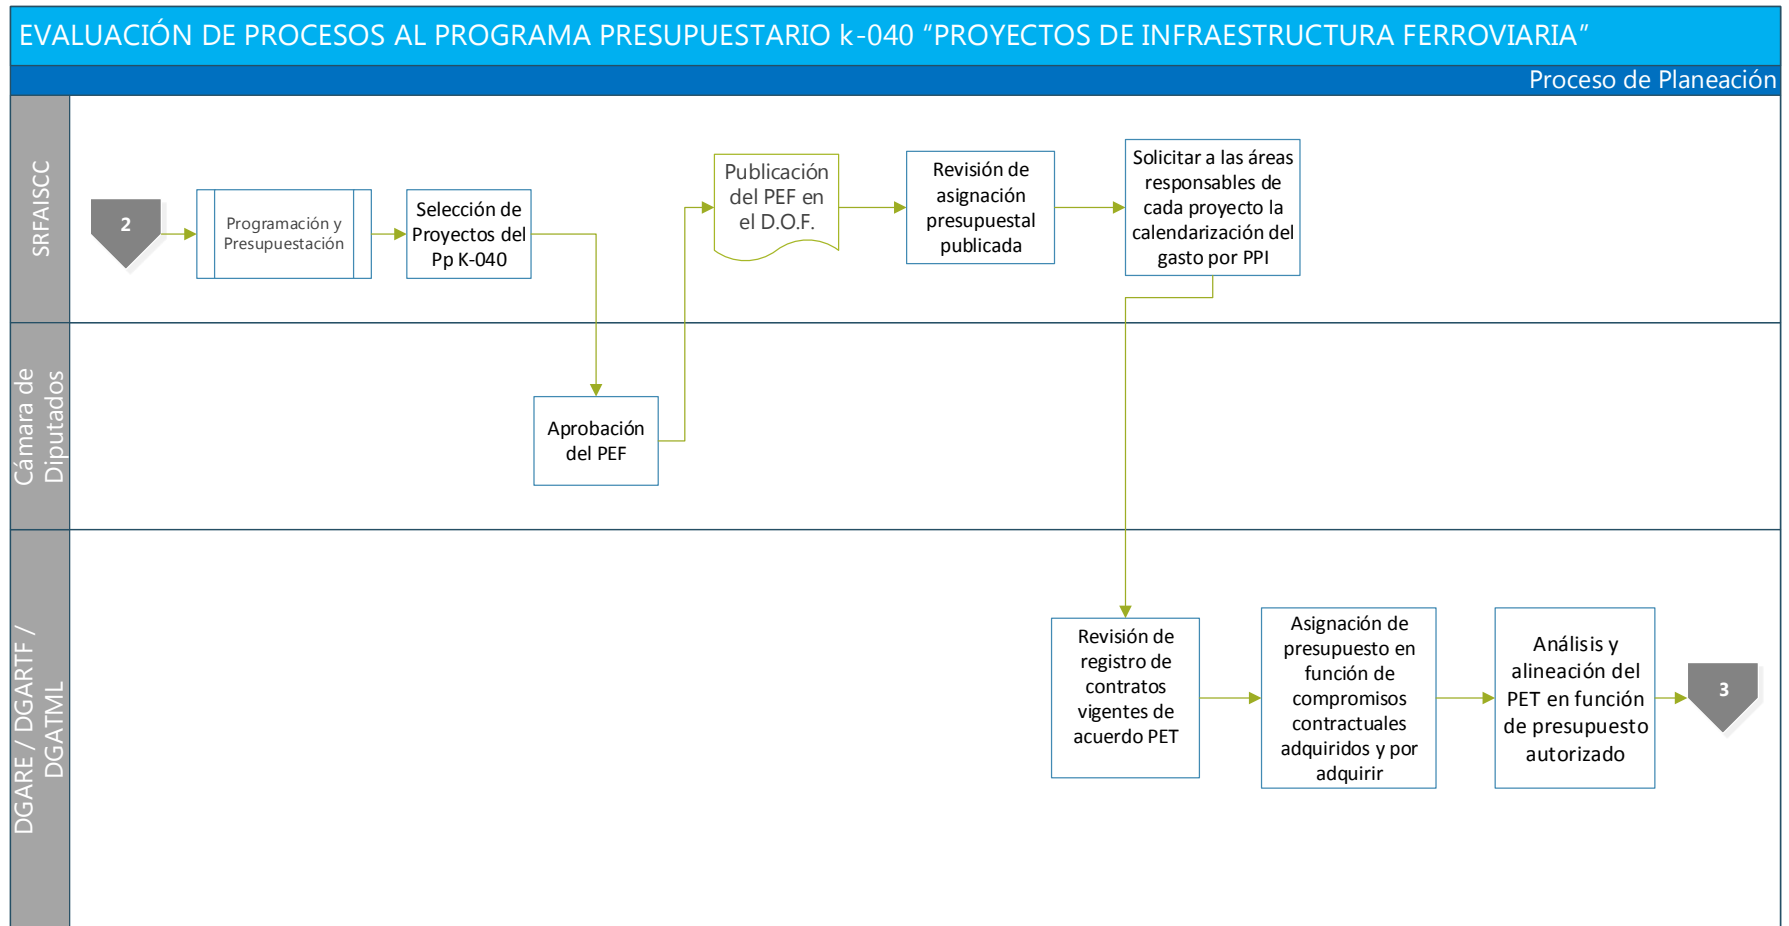 EVALUACIÓN DE PROCESOS AL PROGRAMA PRESUPUESTARIO k-040 “PROYECTOS DE INFRAESTRUCTURA FERROVIARIA”
Proceso de Planeación
SRFAISCC
2
Programación y
Presupuestación
Selección de
Proyectos del
Pp K-040
Publicación
del PEF en
el D.O.F.
Revisión de
asignación
presupuestal
publicada
Solicitar a las áreas
responsables de
cada proyecto la
calendarización del
gasto por PPI
Cámara de
Diputados
Aprobación
del PEF
DGARE / DGARTF /
DGATML
Revisión de
registro de
contratos
vigentes de
acuerdo PET
Asignación de
presupuesto en
función de
compromisos
contractuales
adquiridos y por
adquirir
Análisis y
alineación del
PET en función
de presupuesto
autorizado
3